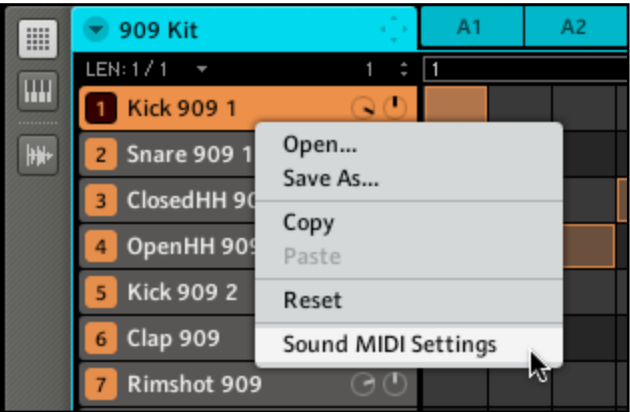 909 Kit
A1
A2
LEN: 1 / 1
1
1
1 Kick 909 1
2 Snare 909 1
3 ClosedHH 90
4 OpenHH 909
5 Kick 909 2
6 Clap 909
7 Rimshot 909
Open...
Save As...
Copy
Paste
Reset
Sound MIDI Settings